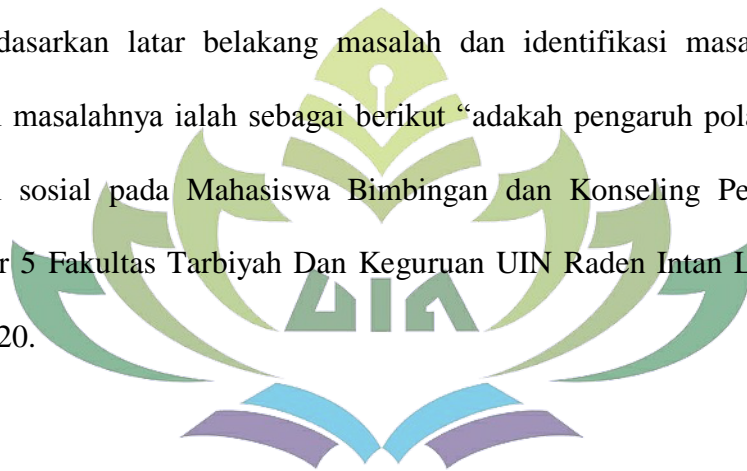 dasarkan latar belakang masalah dan identifikasi masa
masalahnya ialah sebagai berikut “adakah pengaruh pola
sosial pada Mahasiswa Bimbingan dan Konseling Pe
r 5 Fakultas Tarbiyah Dan Keguruan UIN Raden Intan L
20.
UIN